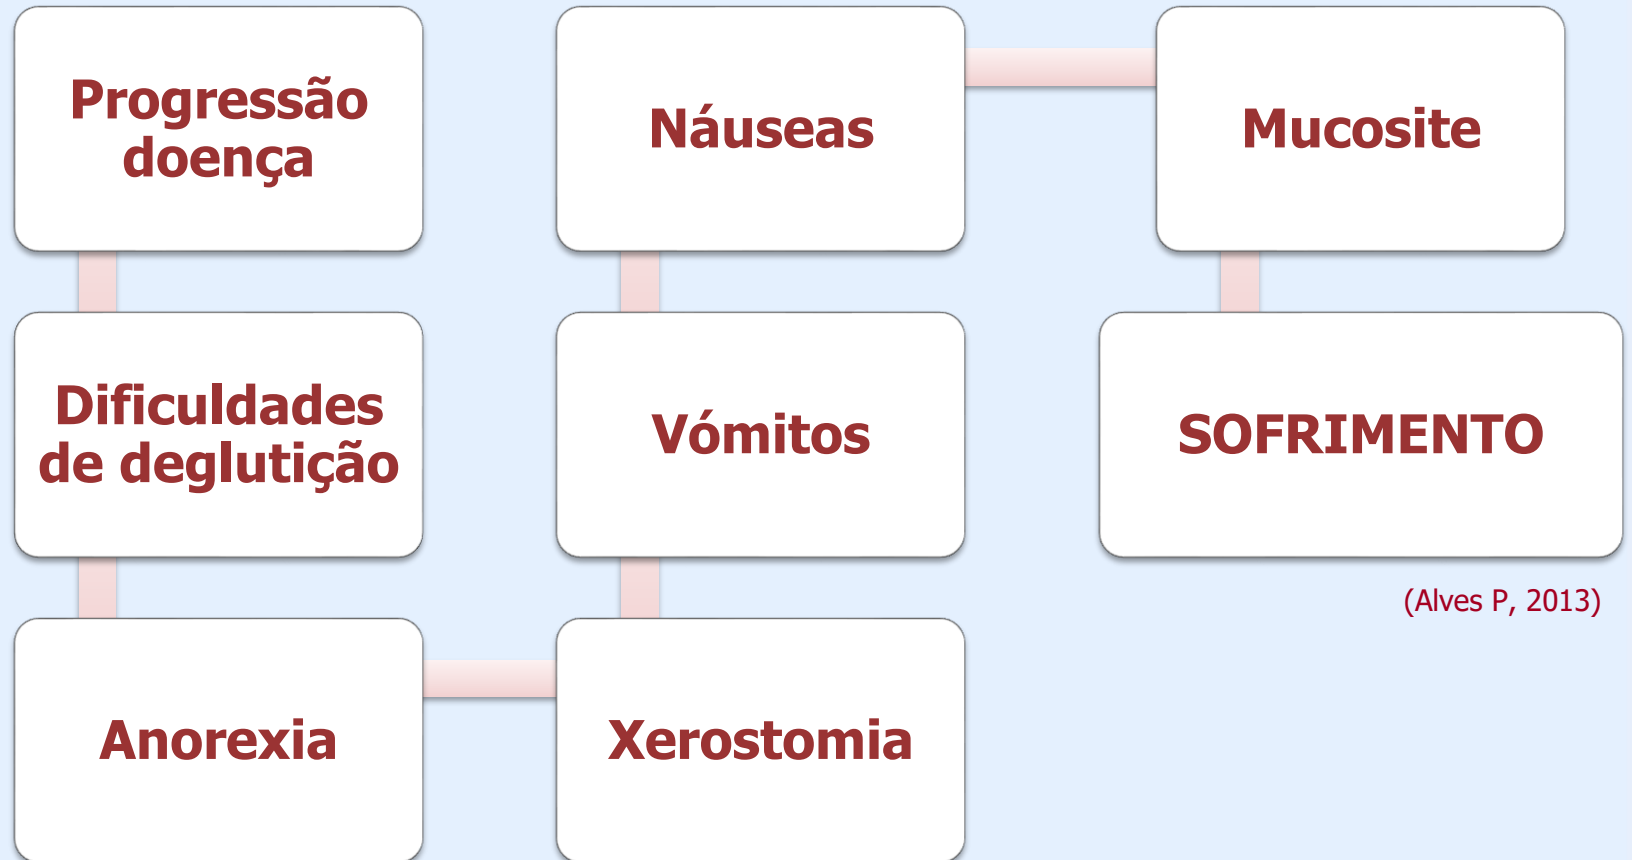 Progressão
doença
Dificuldades
de deglutição
Anorexia
Xerostomia
Vómitos
Náuseas
Mucosite
SOFRIMENTO
(Alves P, 2013)